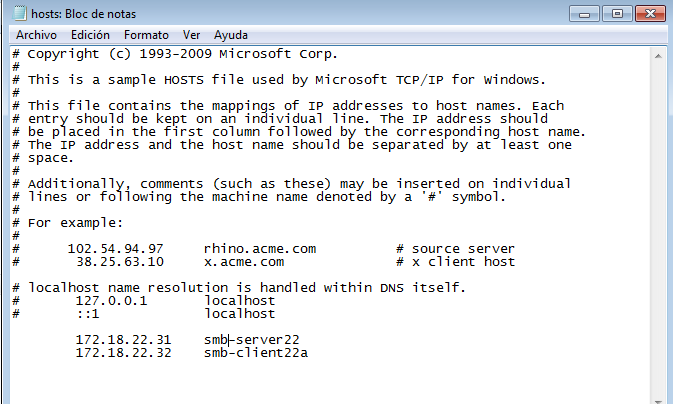 hosts: Bloc de notas
Archivo Edición Formato Ver Ayuda
# Copyright (c) 1993-2009 Microsoft Corp.
#
# This is a sample HOSTS file used by Microsoft TCP/IP for Windows.
#
# This file contains the mappings of IP addresses to host names. Each
# entry should be kept on an individual line. The IP address should
# be placed in the first column followed by the corresponding host name.
# The IP address and the host name should be separated by at least one
# space.
#
# Additionally, comments (such as these) may be inserted on individual
# lines or following the machine name denoted by a '#' symbol.
#
# For example:
#
#      102.54.94.97     rhino.acme.com          # source server
#       38.25.63.10     x.acme.com              # x client host

# localhost name resolution is handled within DNS itself.
#       127.0.0.1       localhost
#       ::1             localhost

        172.18.22.31    smb-server22
        172.18.22.32    smb-client22a